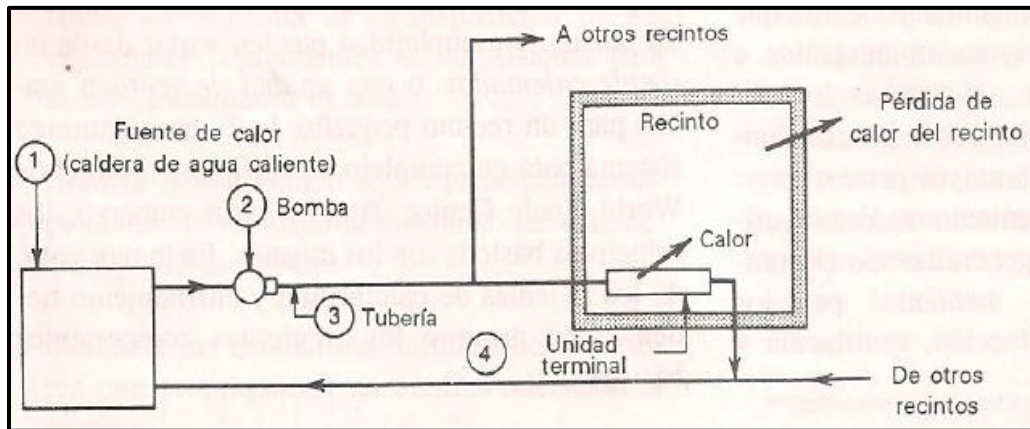 A otros recintos
Recinto
Pérdida de
calor del recinto
Fuente de calor
1 (caldera de agua caliente)
2 Bomba
Calor
3 Tubería
4
Unidad
terminal
De otros
recintos